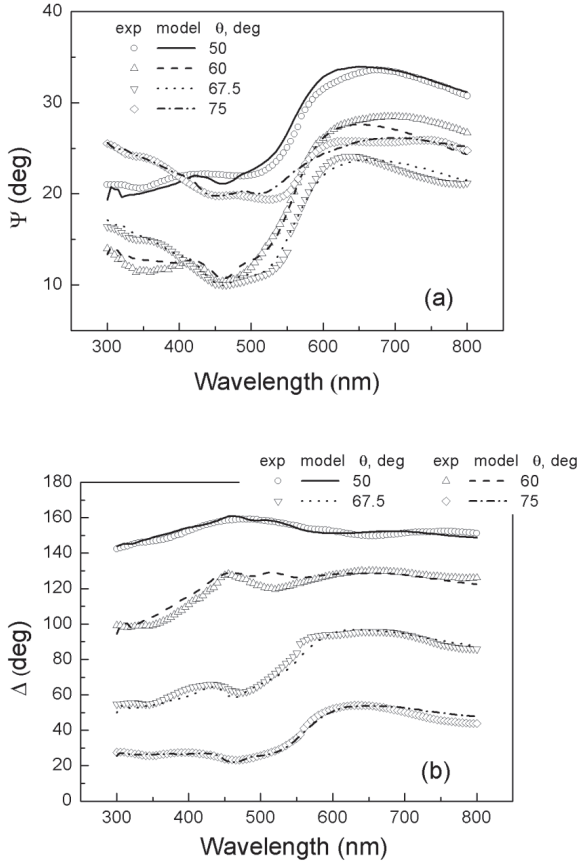 exp model θ, deg
50
60
67.5
75
40
30
20
10
Ψ (deg)
(a)
300 400 500 600 700 800
Wavelength (nm)
exp model θ, deg exp model θ, deg
50 60
67.5 75
180
160
140
120
100
80
60
40
20
0
Δ (deg)
(b)
300 400 500 600 700 800
Wavelength (nm)